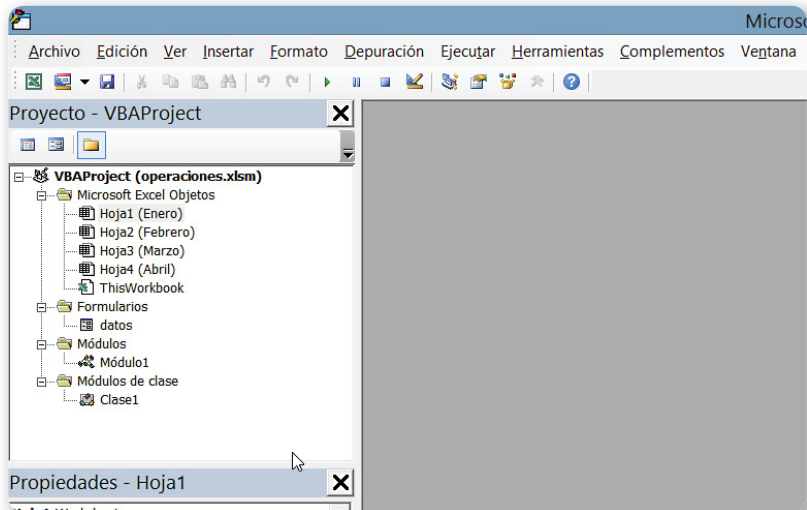 Micros
Archivo Edición Ver Insertar Formato Depuración Ejecutar Herramientas Complementos Ventana
Proyecto - VBAProject
VBAProject (operaciones.xlsm)
Microsoft Excel Objetos
Hoja1 (Enero)
Hoja2 (Febrero)
Hoja3 (Marzo)
Hoja4 (Abril)
ThisWorkbook
Formularios
datos
Módulos
Módulo1
Módulos de clase
Clase1
Propiedades - Hoja1